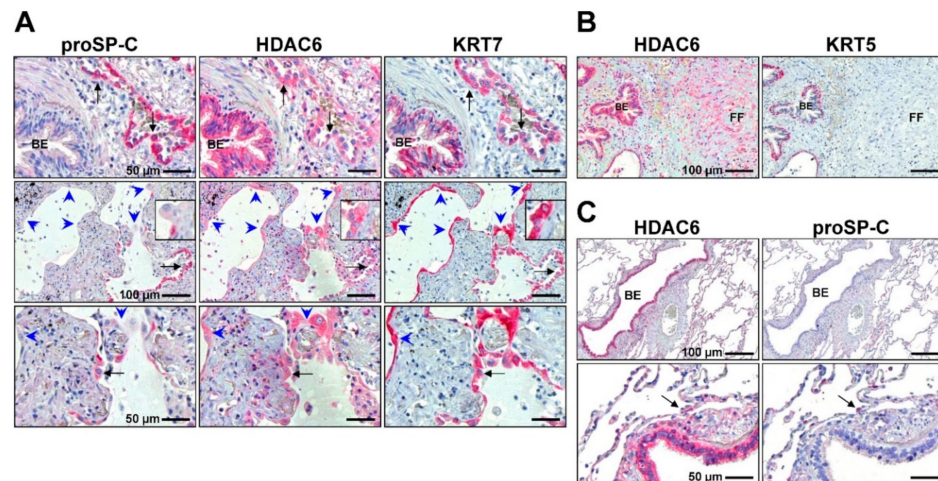 A
proSP-C HDAC6 KRT7
BE BE BE
50 µm
100 µm
50 µm
B
HDAC6 KRT5
BE FF BE FF
100 µm
C
HDAC6 proSP-C
BE BE
100 µm
50 µm